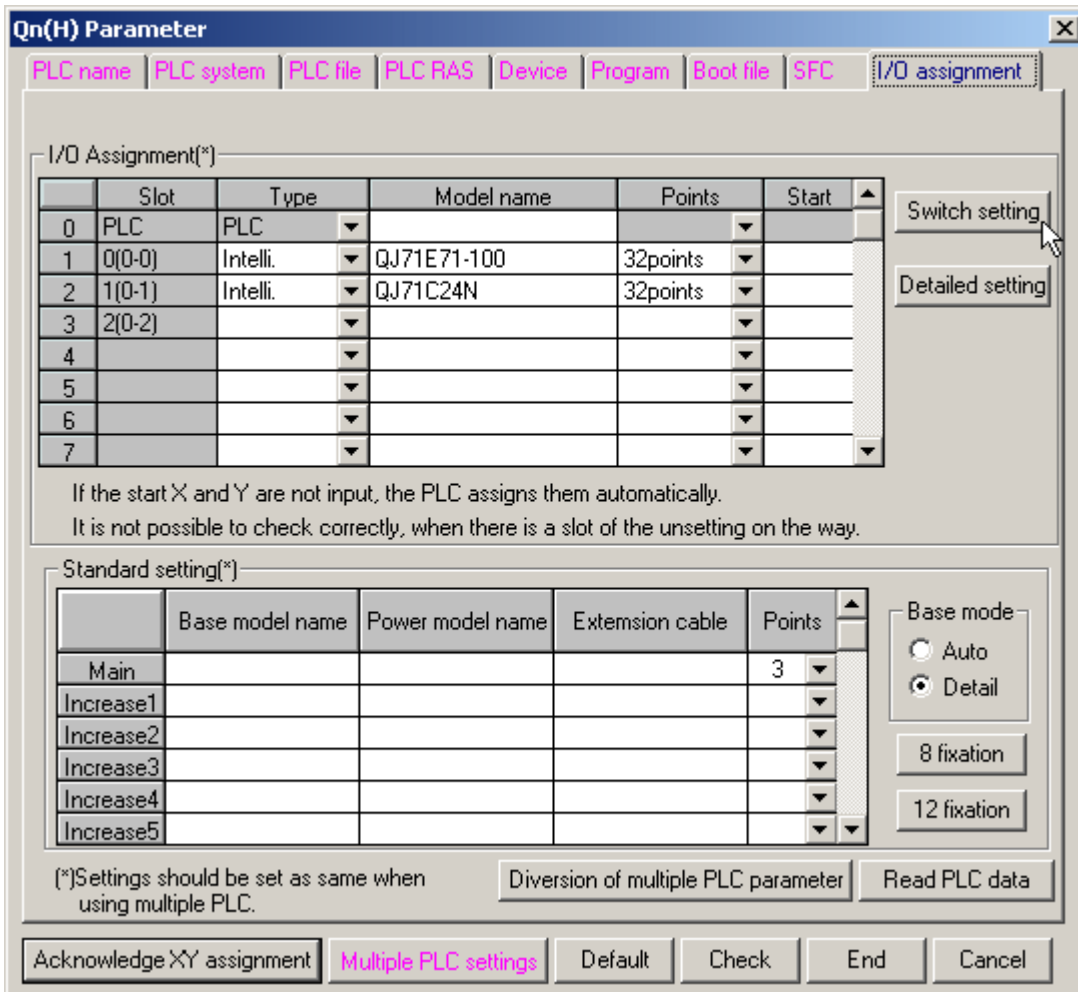 Qn(H) Parameter
PLC name PLC system PLC file PLC RAS Device Program Boot file SFC I/O assignment
I/O Assignment(*)
Slot Type Model name Points Start
0 PLC PLC
1 0(0-0) Intelli. QJ71E71-100 32points
2 1(0-1) Intelli. QJ71C24N 32points
3 2(0-2)
4
5
6
7
Switch setting
Detailed setting
If the start X and Y are not input, the PLC assigns them automatically.
It is not possible to check correctly, when there is a slot of the unsetting on the way.
Standard setting(*)
Base model name Power model name Extemsion cable Points
Main 3
Increase1
Increase2
Increase3
Increase4
Increase5
Base mode
Auto
Detail
8 fixation
12 fixation
(*)Settings should be set as same when
using multiple PLC.
Diversion of multiple PLC parameter Read PLC data
Acknowledge XY assignment Multiple PLC settings Default Check End Cancel